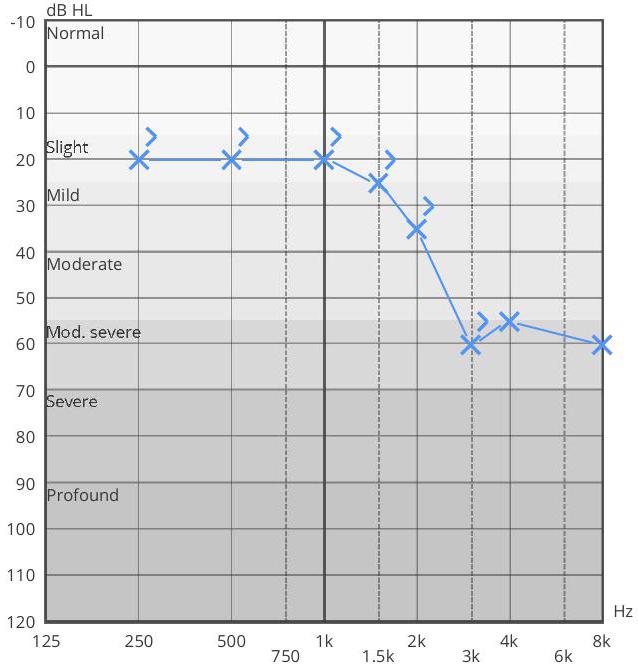 dB HL
-10
Normal
0
10
Slight
20
Mild
30
40
Moderate
50
Mod. severe
60
70
Severe
80
90
Profound
100
110
120
Hz
125 250 500 1k 2k 4k 8k
750 1.5k 3k 6k